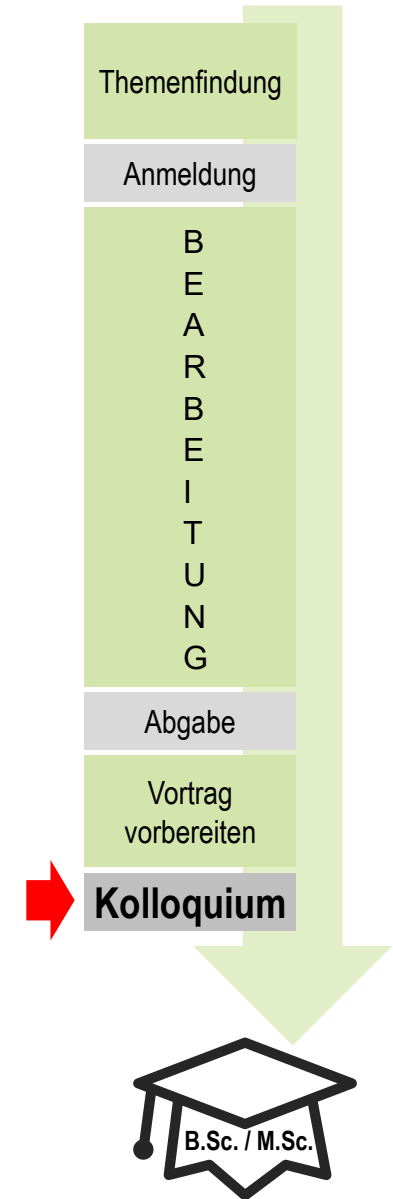 Themenfindung
Anmeldung
B
E
A
R
B
E
I
T
U
N
G
Abgabe
Vortrag
vorbereiten
Kolloquium
B.Sc. / M.Sc.